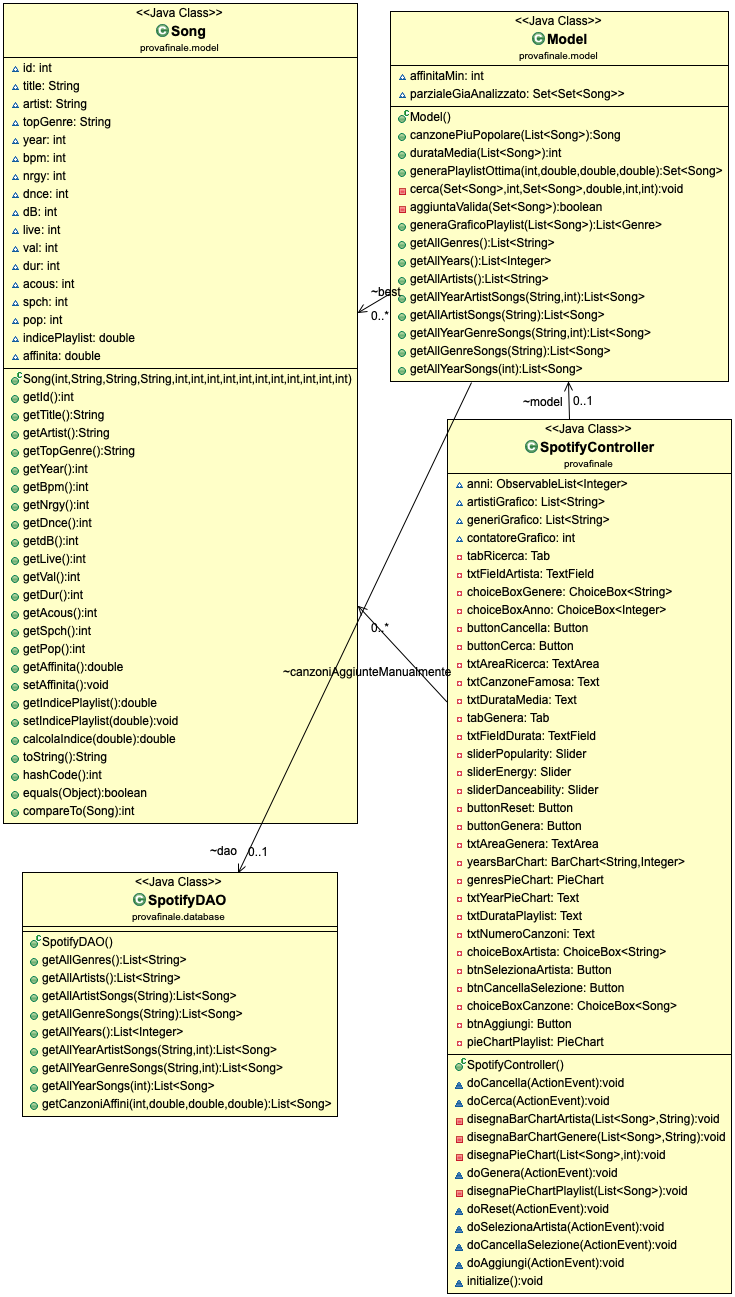 <<Java Class>>
Song
provafinale.model
id: int
title: String
artist: String
topGenre: String
year: int
bpm: int
nrgy: int
dnce: int
dB: int
live: int
val: int
dur: int
acous: int
spch: int
pop: int
indicePlaylist: double
affinita: double
Song(int,String,String,String,int,int,int,int,int,int,int,int,int,int,int)
getId():int
getTitle():String
getArtist():String
getTopGenre():String
getYear():int
getBpm():int
getNrgy():int
getDnce():int
getdB():int
getLive():int
getVal():int
getDur():int
getAcous():int
getSpch():int
getPop():int
getAffinita():double
setAffinita():void
getIndicePlaylist():double
setIndicePlaylist(double):void
calcolaIndice(double):double
toString():String
hashCode():int
equals(Object):boolean
compareTo(Song):int
<<Java Class>>
Model
provafinale.model
affinitaMin: int
parzialeGiaAnalizzato: Set<Set<Song>>
Model()
canzonePiuPopolare(List<Song>):Song
durataMedia(List<Song>):int
generaPlaylistOttima(int,double,double,double):Set<Song>
cerca(Set<Song>,int,Set<Song>,double,int,int):void
aggiuntaValida(Set<Song>):boolean
generaGraficoPlaylist(List<Song>):List<Genre>
getAllGenres():List<String>
getAllYears():List<Integer>
getAllArtists():List<String>
getAllYearArtistSongs(String,int):List<Song>
getAllArtistSongs(String):List<Song>
getAllYearGenreSongs(String,int):List<Song>
getAllGenreSongs(String):List<Song>
getAllYearSongs(int):List<Song>
~best
0..*
~model
0..1
<<Java Class>>
SpotifyController
provafinale
anni: ObservableList<Integer>
artistiGrafico: List<String>
generiGrafico: List<String>
contatoreGrafico: int
tabRicerca: Tab
txtFieldArtista: TextField
choiceBoxGenere: ChoiceBox<String>
choiceBoxAnno: ChoiceBox<Integer>
buttonCancella: Button
buttonCerca: Button
txtAreaRicerca: TextArea
txtCanzoneFamosa: Text
txtDurataMedia: Text
tabGenera: Tab
txtFieldDurata: TextField
sliderPopularity: Slider
sliderEnergy: Slider
sliderDanceability: Slider
buttonReset: Button
buttonGenera: Button
txtAreaGenera: TextArea
yearsBarChart: BarChart<String,Integer>
genresPieChart: PieChart
txtYearPieChart: Text
txtDurataPlaylist: Text
txtNumeroCanzoni: Text
choiceBoxArtista: ChoiceBox<String>
btnSelezionaArtista: Button
btnCancellaSelezione: Button
choiceBoxCanzone: ChoiceBox<Song>
btnAggiungi: Button
pieChartPlaylist: PieChart
SpotifyController()
doCancella(ActionEvent):void
doCerca(ActionEvent):void
disegnaBarChartArtista(List<Song>,String):void
disegnaBarChartGenere(List<Song>,String):void
disegnaPieChart(List<Song>,int):void
doGenera(ActionEvent):void
disegnaPieChartPlaylist(List<Song>):void
doReset(ActionEvent):void
doSelezionaArtista(ActionEvent):void
doCancellaSelezione(ActionEvent):void
doAggiungi(ActionEvent):void
initialize():void
0..*
~canzoniAggiunteManualmente
~dao
0..1
<<Java Class>>
SpotifyDAO
provafinale.database
SpotifyDAO()
getAllGenres():List<String>
getAllArtists():List<String>
getAllArtistSongs(String):List<Song>
getAllGenreSongs(String):List<Song>
getAllYears():List<Integer>
getAllYearArtistSongs(String,int):List<Song>
getAllYearGenreSongs(String,int):List<Song>
getAllYearSongs(int):List<Song>
getCanzoniAffini(int,double,double,double):List<Song>